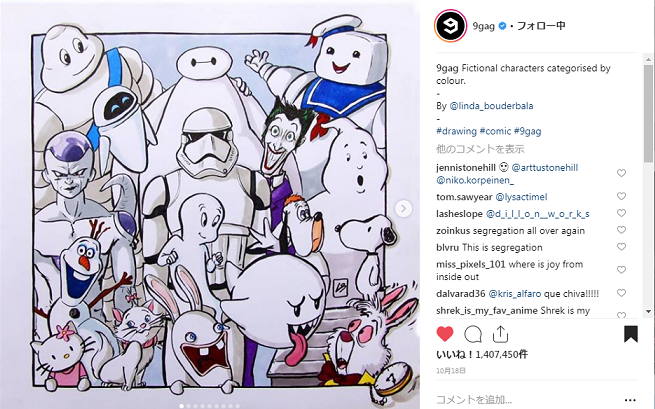 9gag • フォロー中
9gag Fictional characters categorised by
colour.
-
By @linda_bouderbala
-
#drawing #comic #9gag
他のコメントを表示
jennistonehill 😍 @arttustonehill
@niko.korpeinen_
tom.sawyear @lysactimel
lasheslope @d_i_l_l_o_n__w_o_r_k_s
zoinkus segregation all over again
blvru This is segregation
miss_pixels_101 where is joy from
inside out
dalvarad36 @kris_alfaro que chiva!!!!!
shrek_is_my_fav_anime Shrek is my
いいね！1,407,450件
10月18日
コメントを追加...